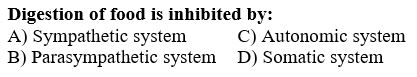 Digestion of food is inhibited by:
A) Sympathetic system C) Autonomic system
B) Parasympathetic system D) Somatic system